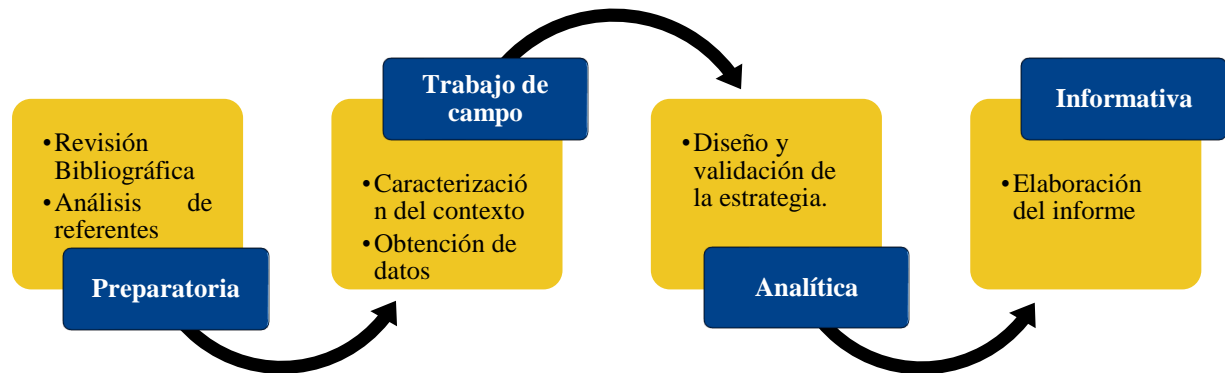 •Revisión
Bibliográfica
•Análisis de
referentes
Preparatoria
Trabajo de
campo
•Caracterizació
n del contexto
•Obtención de
datos
•Diseño y
validación de
la estrategia.
Analítica
Informativa
•Elaboración
del informe